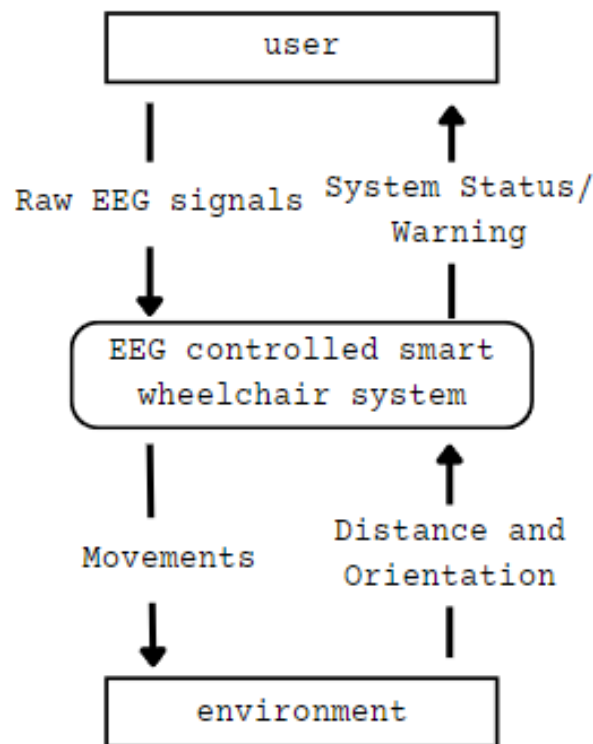 user
Raw EEG signals
System Status/
Warning
EEG controlled smart
wheelchair system
Movements
Distance and
Orientation
environment